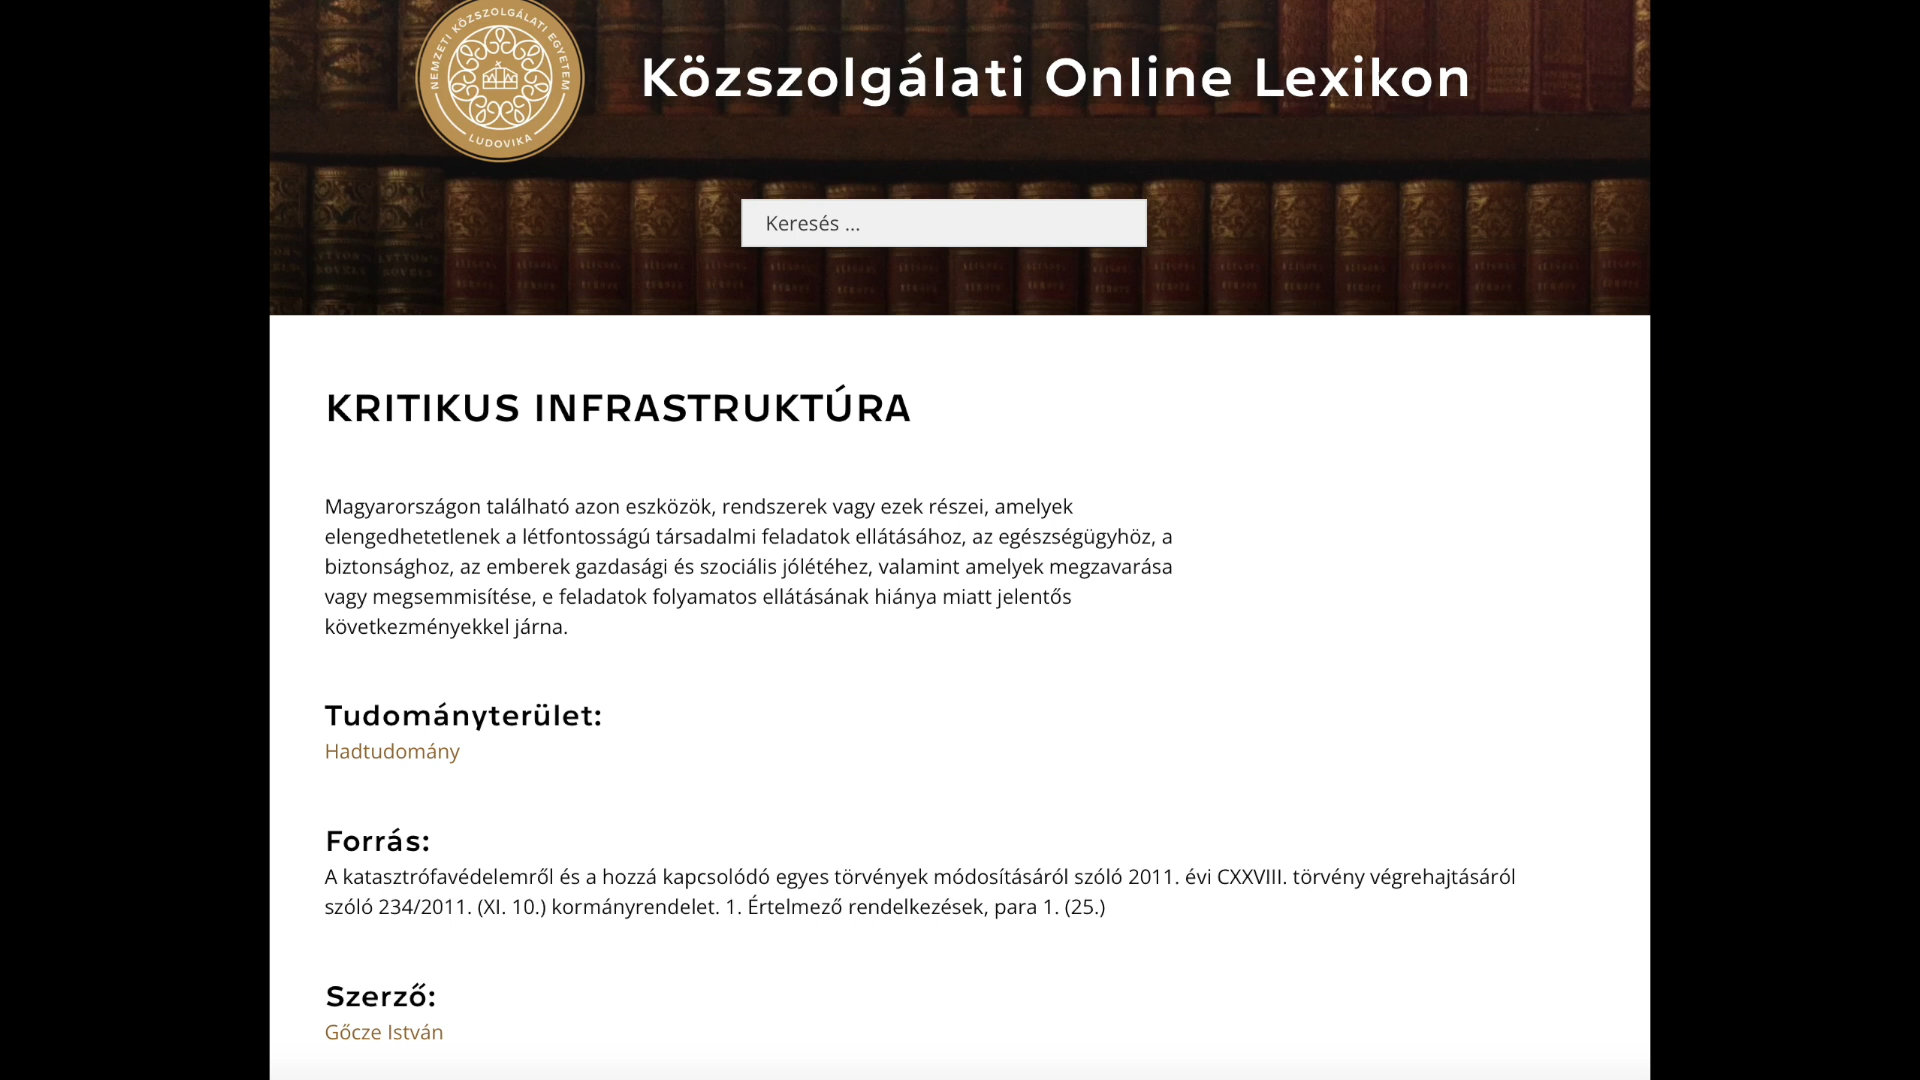 NEMZETI KÖZSZOLGÁLATI EGYETEM
LUDOVIKA
Közszolgálati Online Lexikon
Keresés ...
KRITIKUS INFRASTRUKTÚRA
Magyarországon található azon eszközök, rendszerek vagy ezek részei, amelyek
elengedhetetlenek a létfontosságú társadalmi feladatok ellátásához, az egészségügyhöz, a
biztonsághoz, az emberek gazdasági és szociális jólétéhez, valamint amelyek megzavarása
vagy megsemmisítése, e feladatok folyamatos ellátásának hiánya miatt jelentős
következményekkel járna.
Tudományterület:
Hadtudomány
Forrás:
A katasztrófavédelemről és a hozzá kapcsolódó egyes törvények módosításáról szóló 2011. évi CXXVIII. törvény végrehajtásáról
szóló 234/2011. (XI. 10.) kormányrendelet. 1. Értelmező rendelkezések, para 1. (25.)
Szerző:
Gőcze István